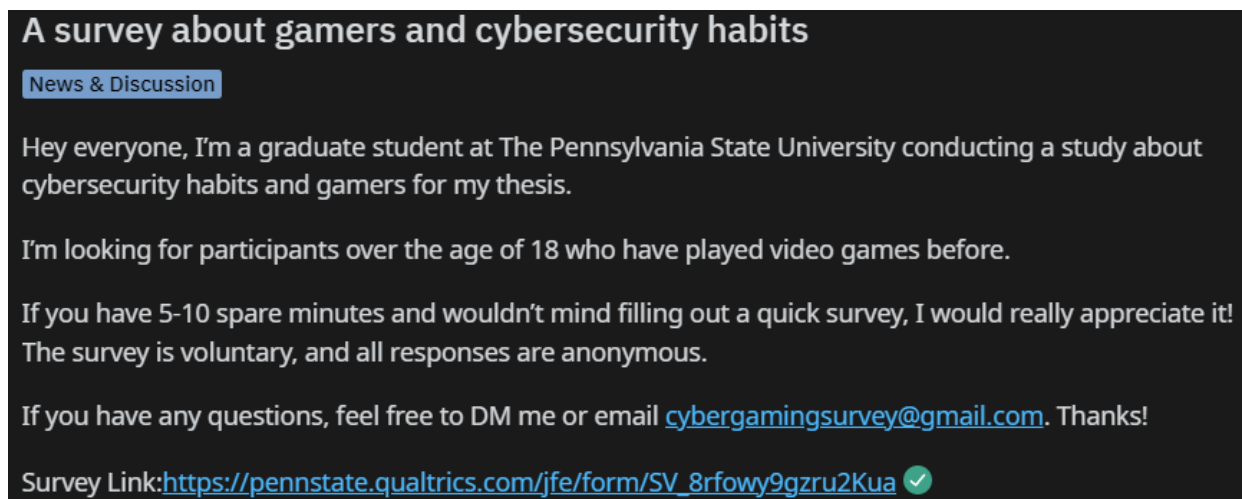 A survey about gamers and cybersecurity habits
News & Discussion
Hey everyone, I'm a graduate student at The Pennsylvania State University conducting a study about
cybersecurity habits and gamers for my thesis.
I'm looking for participants over the age of 18 who have played video games before.
If you have 5-10 spare minutes and wouldn't mind filling out a quick survey, I would really appreciate it!
The survey is voluntary, and all responses are anonymous.
If you have any questions, feel free to DM me or email cybergamingsurvey@gmail.com. Thanks!
Survey Link:https://pennstate.qualtrics.com/jfe/form/SV_8rfowy9gzru2Kua